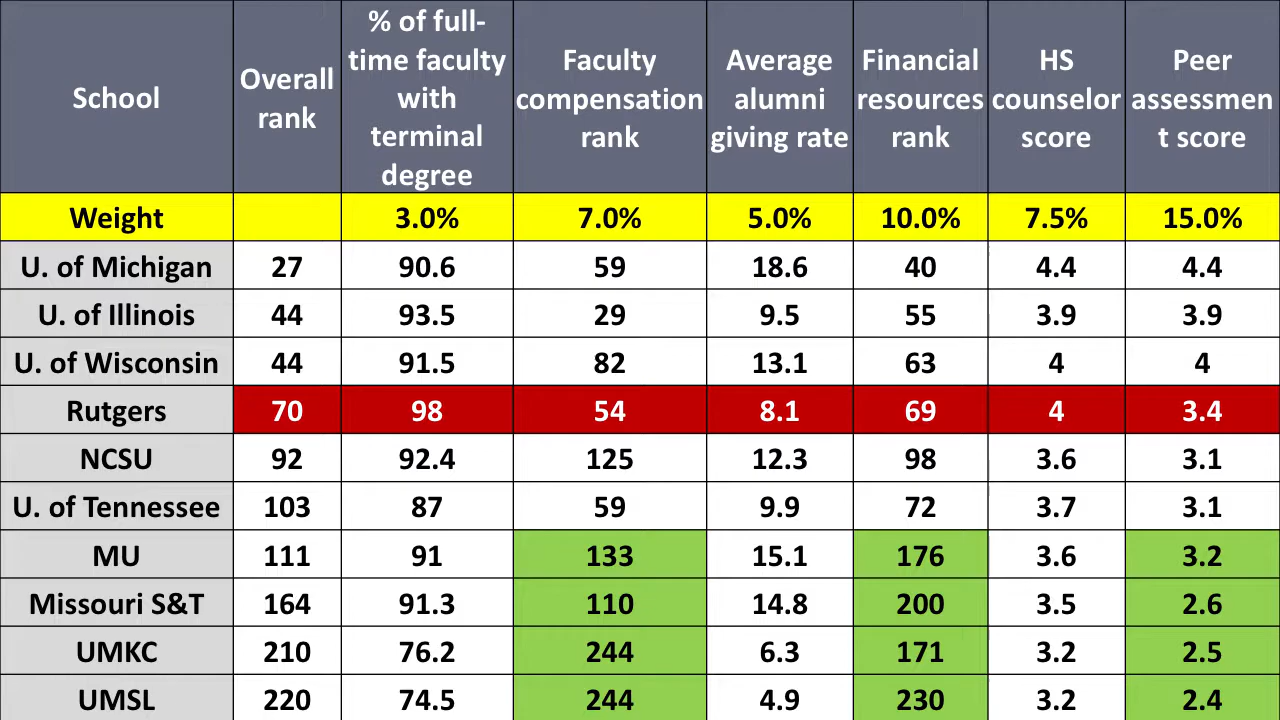 School Overall rank % of full-time faculty with terminal degree Faculty compensation rank Average alumni giving rate Financial resources rank HS counselor score Peer assessment score
Weight 3.0% 7.0% 5.0% 10.0% 7.5% 15.0%
U. of Michigan 27 90.6 59 18.6 40 4.4 4.4
U. of Illinois 44 93.5 29 9.5 55 3.9 3.9
U. of Wisconsin 44 91.5 82 13.1 63 4 4
Rutgers 70 98 54 8.1 69 4 3.4
NCSU 92 92.4 125 12.3 98 3.6 3.1
U. of Tennessee 103 87 59 9.9 72 3.7 3.1
MU 111 91 133 15.1 176 3.6 3.2
Missouri S&T 164 91.3 110 14.8 200 3.5 2.6
UMKC 210 76.2 244 6.3 171 3.2 2.5
UMSL 220 74.5 244 4.9 230 3.2 2.4